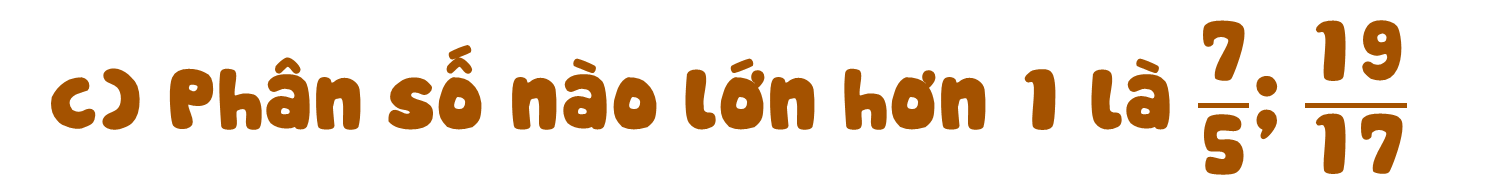 c) Phân số nào lớn hơn 1 là 7/5; 19/17